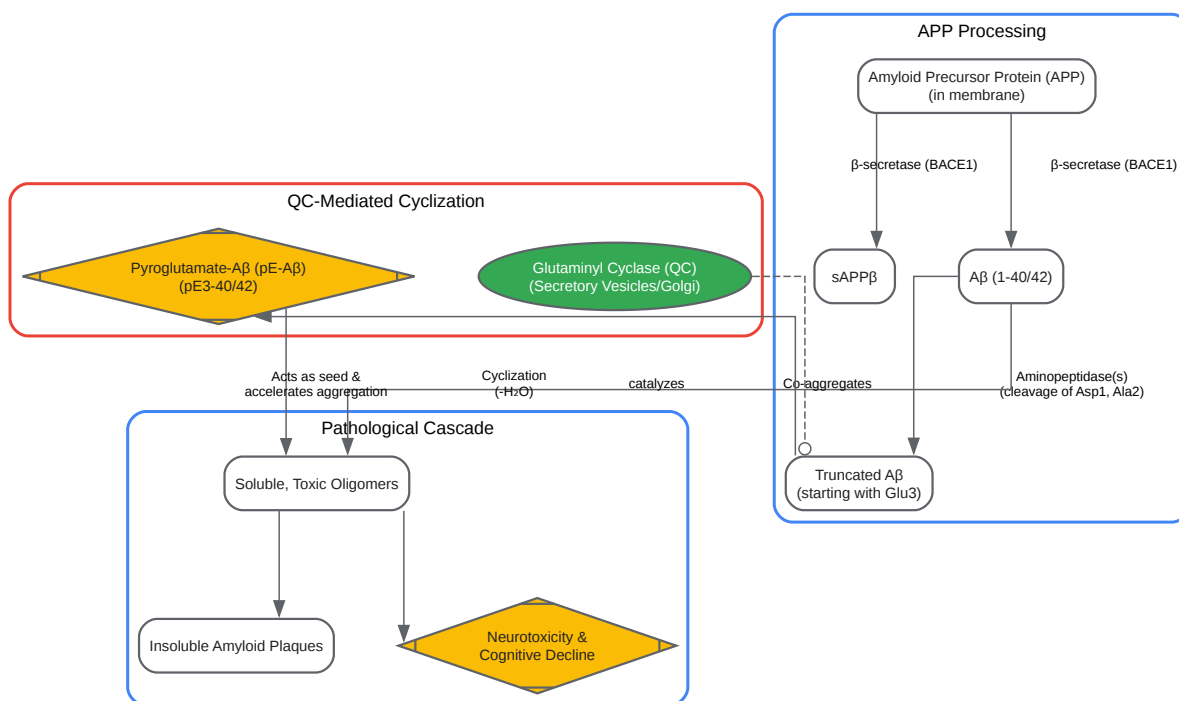 APP Processing
Amyloid Precursor Protein (APP)
(in membrane)
β-secretase (BACE1)
β-secretase (BACE1)
QC-Mediated Cyclization
Pyroglutamate-Aβ (pE-Aβ)
(pE3-40/42)
Glutaminyl Cyclase (QC)
(Secretory Vesicles/Golgi)
sAPPβ
Aβ (1-40/42)
Acts as seed &
accelerates aggregation
Cyclization
(-H₂O)
catalyzes
Co-aggregates
Aminopeptidase(s)
(cleavage of Asp1, Ala2)
Pathological Cascade
Soluble, Toxic Oligomers
Truncated Aβ
(starting with Glu3)
Insoluble Amyloid Plaques
Neurotoxicity &
Cognitive Decline